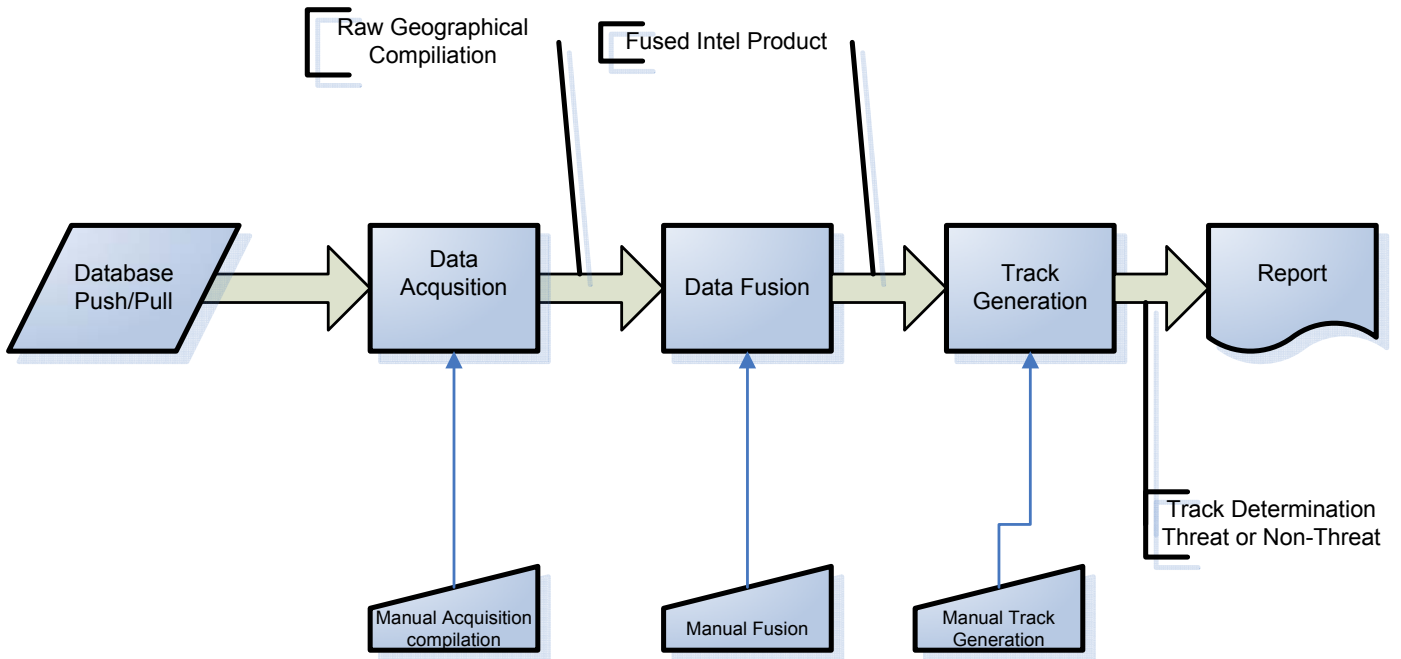 Raw Geographical
Compiliation
Fused Intel Product
Database
Push/Pull
Data
Acqusition
Data Fusion
Track
Generation
Report
Track Determination
Threat or Non-Threat
Manual Acquisition
compilation
Manual Fusion
Manual Track
Generation